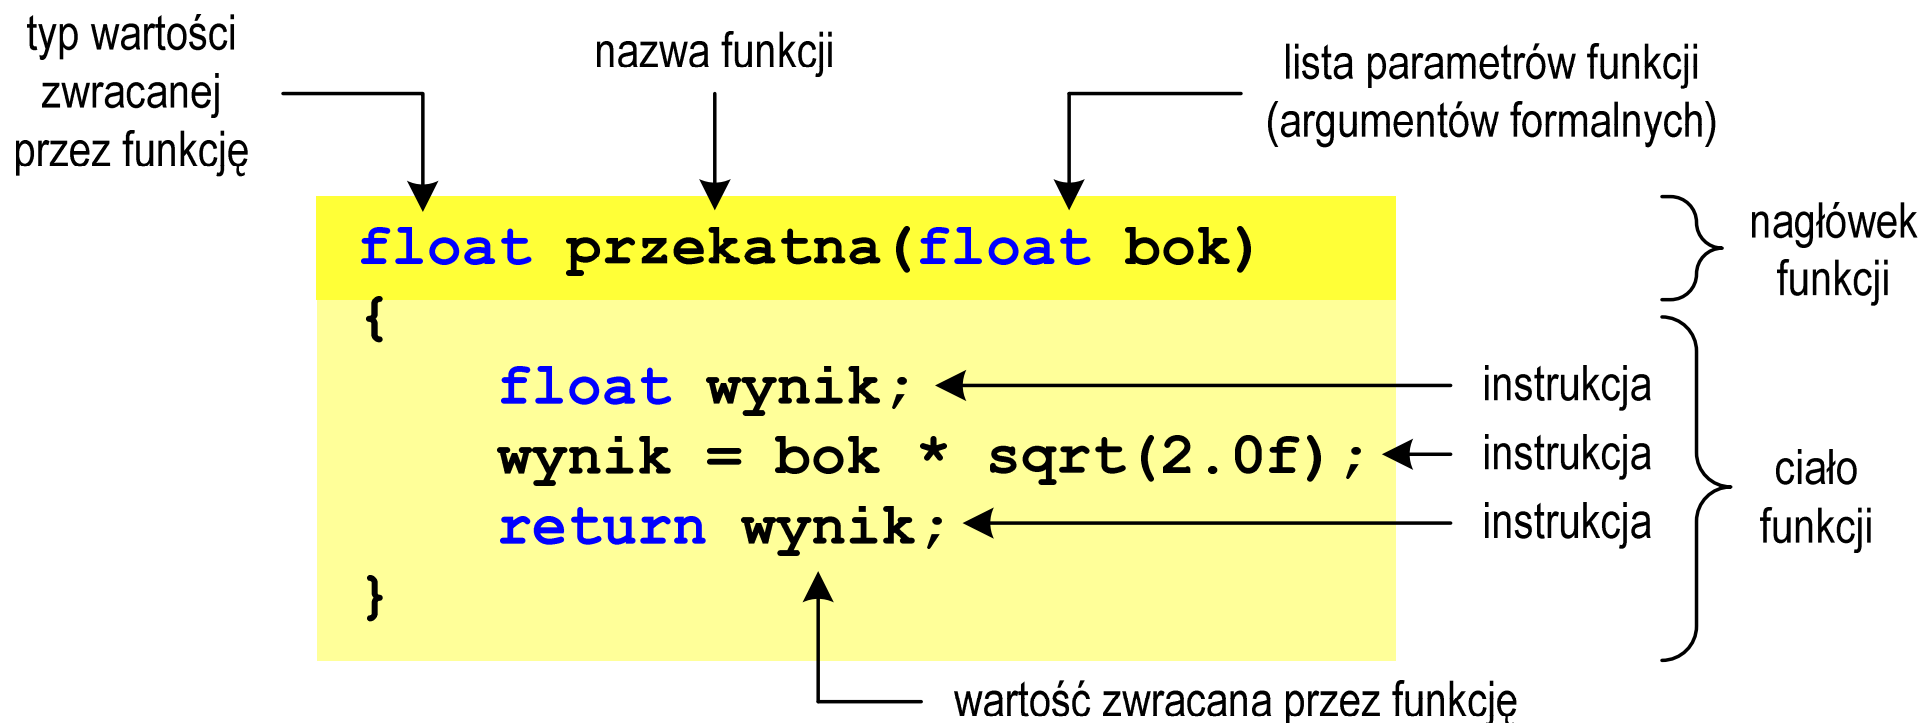 typ wartości
zwracanej
przez funkcję
nazwa funkcji
lista parametrów funkcji
(argumentów formalnych)
float przekatna(float bok)
nagłówek
funkcji
{
float wynik;
instrukcja
wynik = bok * sqrt(2.0f);
instrukcja
return wynik;
instrukcja
ciało
funkcji
}
wartość zwracana przez funkcję